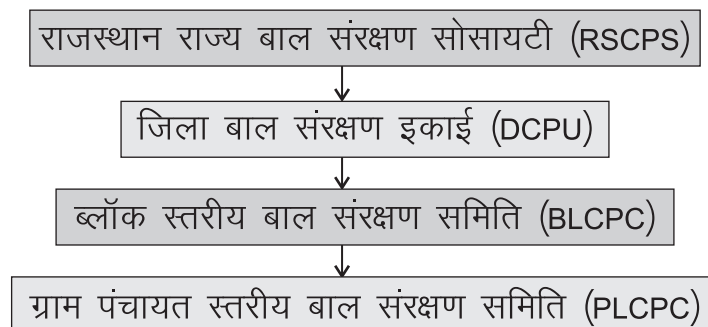 राजस्थान राज्य बाल संरक्षण सोसायटी (RSCPS)
जिला बाल संरक्षण इकाई (DCPU)
ब्लॉक स्तरीय बाल संरक्षण समिति (BLCPC)
ग्राम पंचायत स्तरीय बाल संरक्षण समिति (PLCPC)